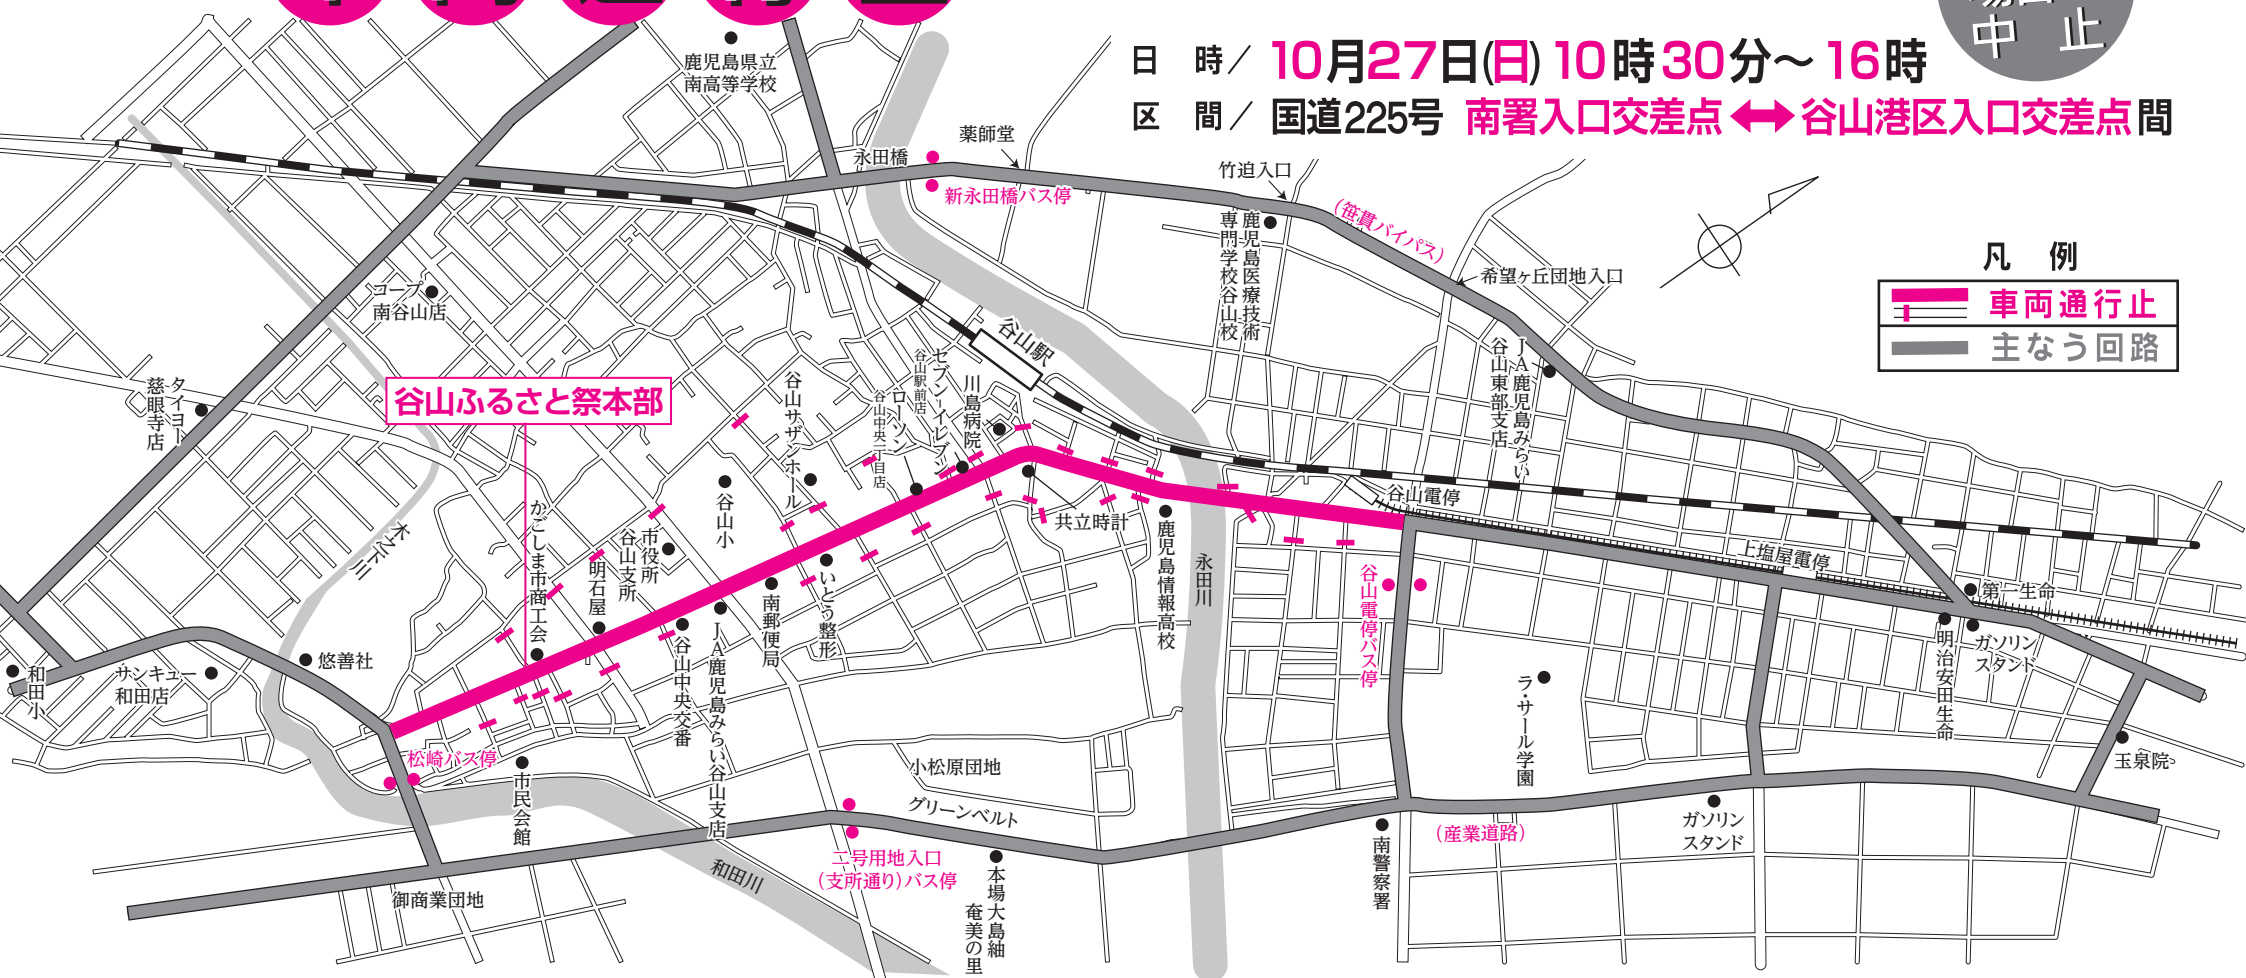 中止
日 時／ 10月27日(日) 10時30分～16時
区 間／ 国道225号 南署入口交差点⟷谷山港区入口交差点間
凡 例
車両通行止
主なう回路
鹿児島県立
南高等学校
薬師堂
永田橋
新永田橋バス停
竹迫入口
(笹貫バイパス)
鹿児島医療技術
専門学校谷山校
希望ヶ丘団地入口
コープ
南谷山店
谷山駅
タイヨー
慈眼寺店
谷山ふるさと祭本部
谷山サザンホール
セブンイレブン
谷山駅前店
ローソン
谷山中央一丁目店
川島病院
JA鹿児島みらい
谷山東部支店
谷山電停
上塩屋電停
木之下川
かごしま市商工会
明石屋
市役所
谷山支所
谷山小
共立時計
鹿児島情報高校
永田川
谷山電停バス停
第一生命
ガソリン
スタンド
明治安田生命
いとう整形
南郵便局
JA鹿児島みらい谷山支店
谷山中央交番
和田小
サンキュー
和田店
悠善社
松崎バス停
市民会館
小松原団地
グリーンベルト
ラ・サール学園
玉泉院
ガソリン
スタンド
(産業道路)
南警察署
二号用地入口
(支所通り)バス停
本場大島紬
奄美の里
和田川
御商業団地